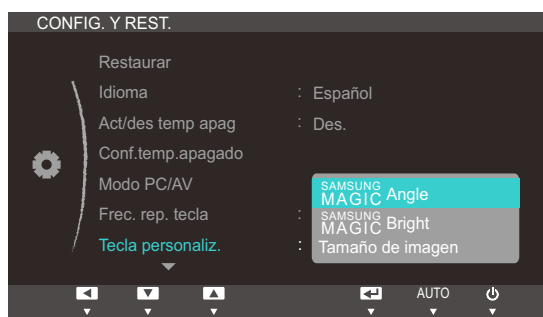 CONFIG. Y REST.
Restaurar
Idioma : Español
Act/des temp apag : Des.
Conf.temp.apagado
Modo PC/AV
SAMSUNG MAGIC Angle
Frec. rep. tecla :
SAMSUNG MAGIC Bright
Tecla personaliz. : Tamaño de imagen
AUTO